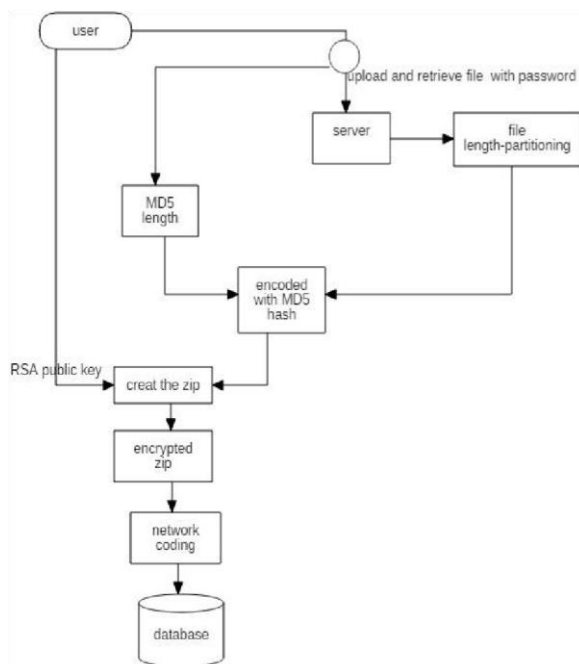 user
upload and retrieve file with password
server
file
length-partitioning
MD5
length
encoded
with MD5
hash
RSA public key
creat the zip
encrypted
zip
network
coding
database